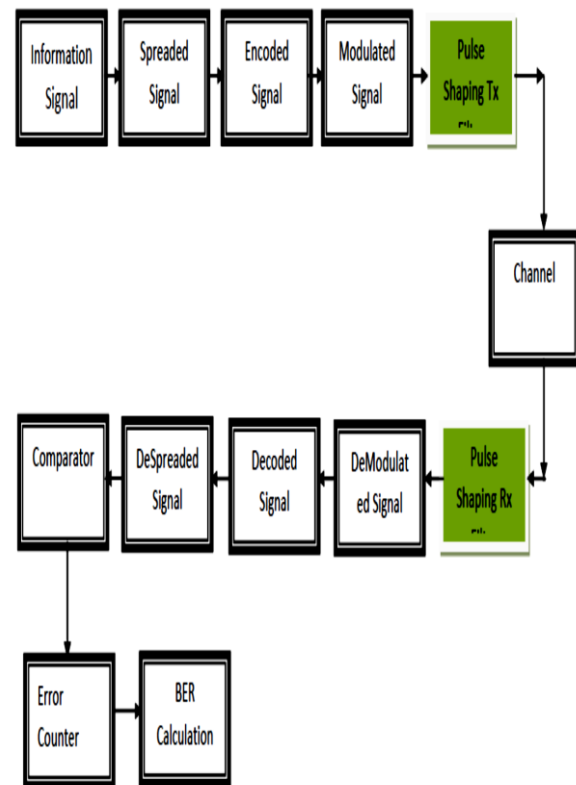 Information
Signal
Spreaded
Signal
Encoded
Signal
Modulated
Signal
Pulse
Shaping Tx
Channel
Pulse
Shaping Rx
DeModulat
ed Signal
Decoded
Signal
DeSpreaded
Signal
Comparator
Error
Counter
BER
Calculation